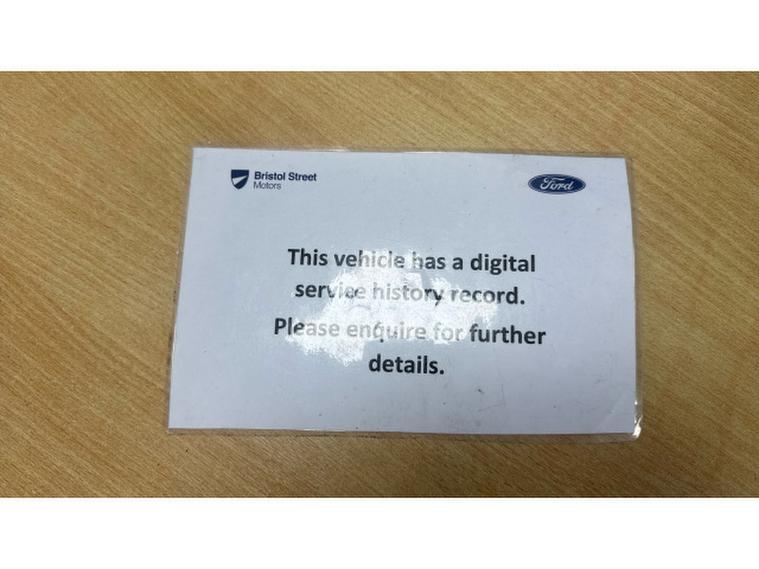 Bristol Street
Motors
Ford
This vehicle has a digital
service history record.
Please enquire for further
details.